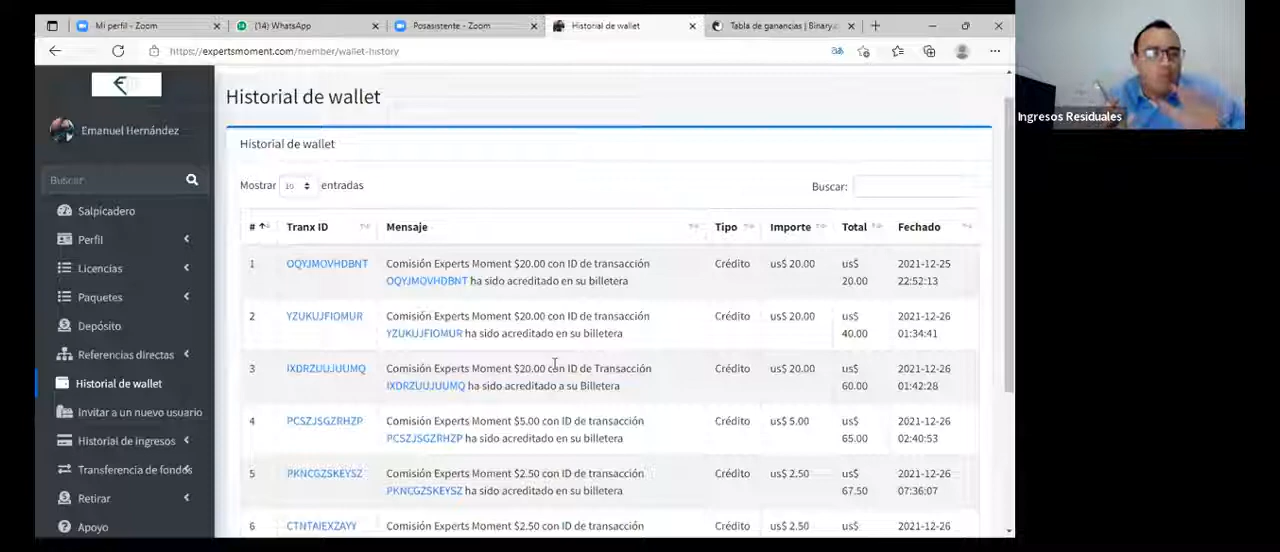 Mi perfil - Zoom
(14) WhatsApp
Posasistente - Zoom
Historial de wallet
Tabla de ganancias | Binary.
https://expertsmoment.com/member/wallet-history
Emanuel Hernández
Buscar
Salpicadero
Perfil
Licencias
Paquetes
Depósito
Referencias directas
Historial de wallet
Invitar a un nuevo usuario
Historial de ingresos
Transferencia de fondos
Retirar
Apoyo
Historial de wallet
Historial de wallet
Mostrar 10 entradas
Buscar:
# Tranx ID Mensaje Tipo Importe Total Fechado
1 OQYJMOVHDBNT Comisión Experts Moment $20.00 con ID de transacción Crédito us$ 20.00 us$ 2021-12-25
OQYJMOVHDBNT ha sido acreditado en su billetera 20.00 22:52:13
2 YZUKUJFIOMUR Comisión Experts Moment $20.00 con ID de transacción Crédito us$ 20.00 us$ 2021-12-26
YZUKUJFIOMUR ha sido acreditado en su billetera 40.00 01:34:41
3 IXDRZUUJUUMQ Comisión Experts Moment $20.00 con ID de Transacción Crédito us$ 20.00 us$ 2021-12-26
IXDRZUUJUUMQ ha sido acreditado a su Billetera 60.00 01:42:28
4 PCSZJSGZRHZP Comisión Experts Moment $5.00 con ID de transacción Crédito us$ 5.00 us$ 2021-12-26
PCSZJSGZRHZP ha sido acreditado en su billetera 65.00 02:40:53
5 PKNCGZSKEYSZ Comisión Experts Moment $2.50 con ID de transacción Crédito us$ 2.50 us$ 2021-12-26
PKNCGZSKEYSZ ha sido acreditado en su billetera 67.50 07:36:07
6 CTNTAIEXZAYY Comisión Experts Moment $2.50 con ID de transacción Crédito us$ 2.50 us$ 2021-12-26
Ingresos Residuales